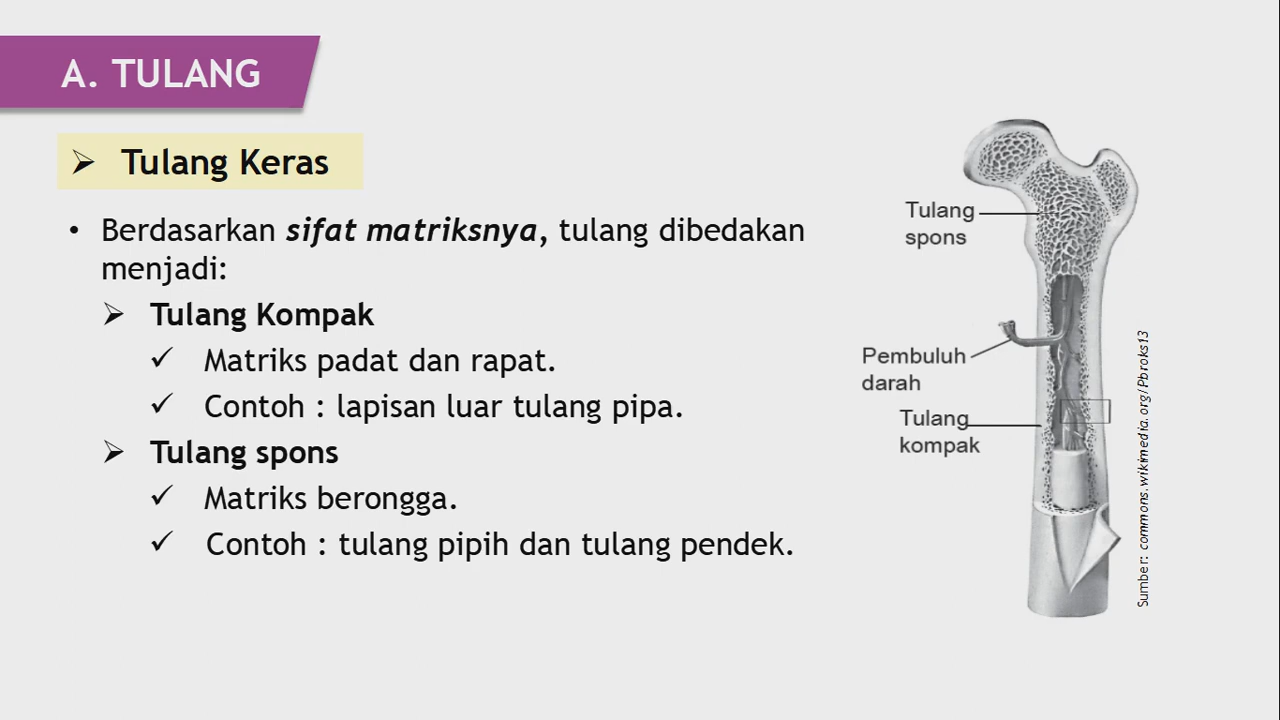 A. TULANG
➢ Tulang Keras
• Berdasarkan sifat matriksnya, tulang dibedakan
menjadi:
➢ Tulang Kompak
✓ Matriks padat dan rapat.
✓ Contoh : lapisan luar tulang pipa.
➢ Tulang spons
✓ Matriks berongga.
✓ Contoh : tulang pipih dan tulang pendek.
Tulang
spons
Pembuluh
darah
Tulang
kompak
Sumber: commons.wikimedia.org/Pbroks13